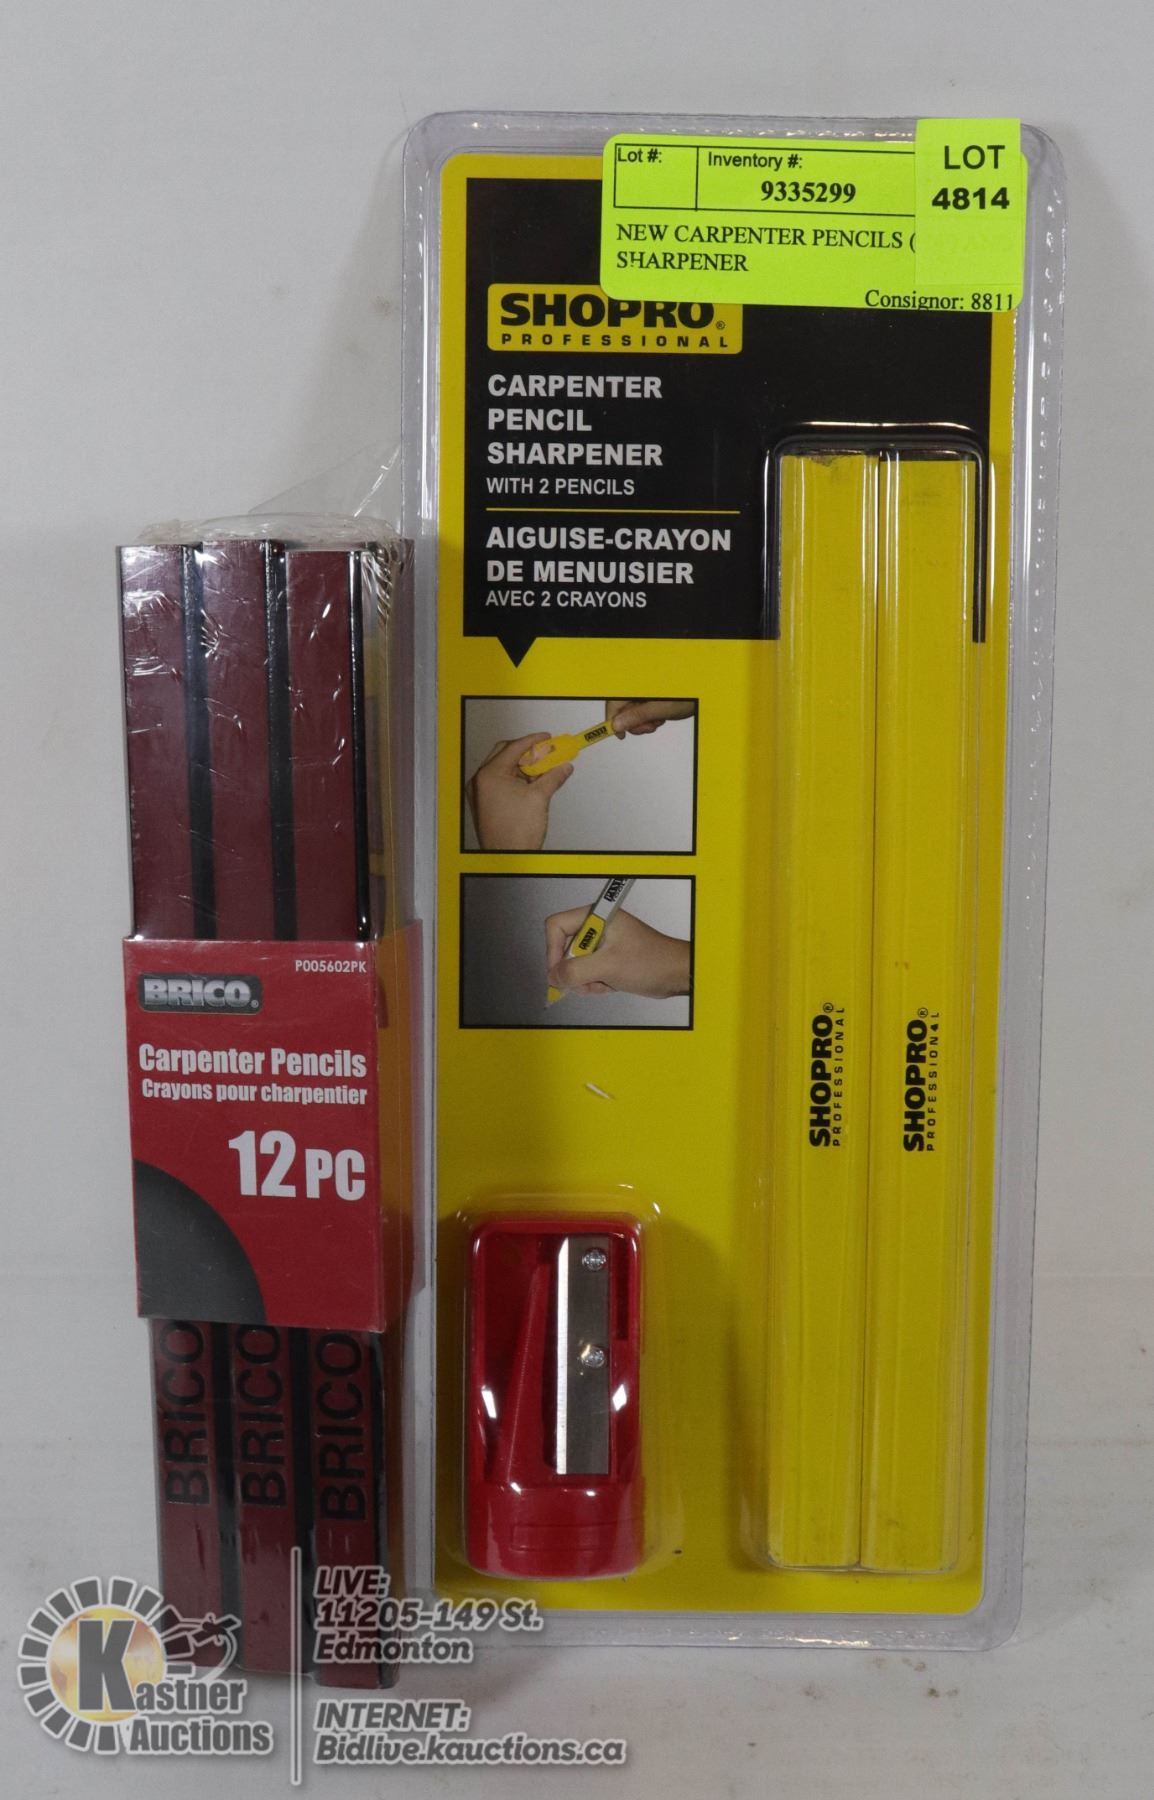 Lot #:
Inventory #:
9335299
LOT
4814
NEW CARPENTER PENCILS (
SHARPENER
Consignor: 8811
SHOPRO®
PROFESSIONAL
CARPENTER
PENCIL
SHARPENER
WITH 2 PENCILS
AIGUISE-CRAYON
DE MENUISIER
AVEC 2 CRAYONS
SHOPRO®
PROFESSIONAL
SHOPRO®
PROFESSIONAL
P005602PK
BRICO®
Carpenter Pencils
Crayons pour charpentier
12 PC
BRICO
BRICO
BRICO
Kastner
Auctions
LIVE:
11205-149 St.
Edmonton
INTERNET:
Bidlive.kauctions.ca